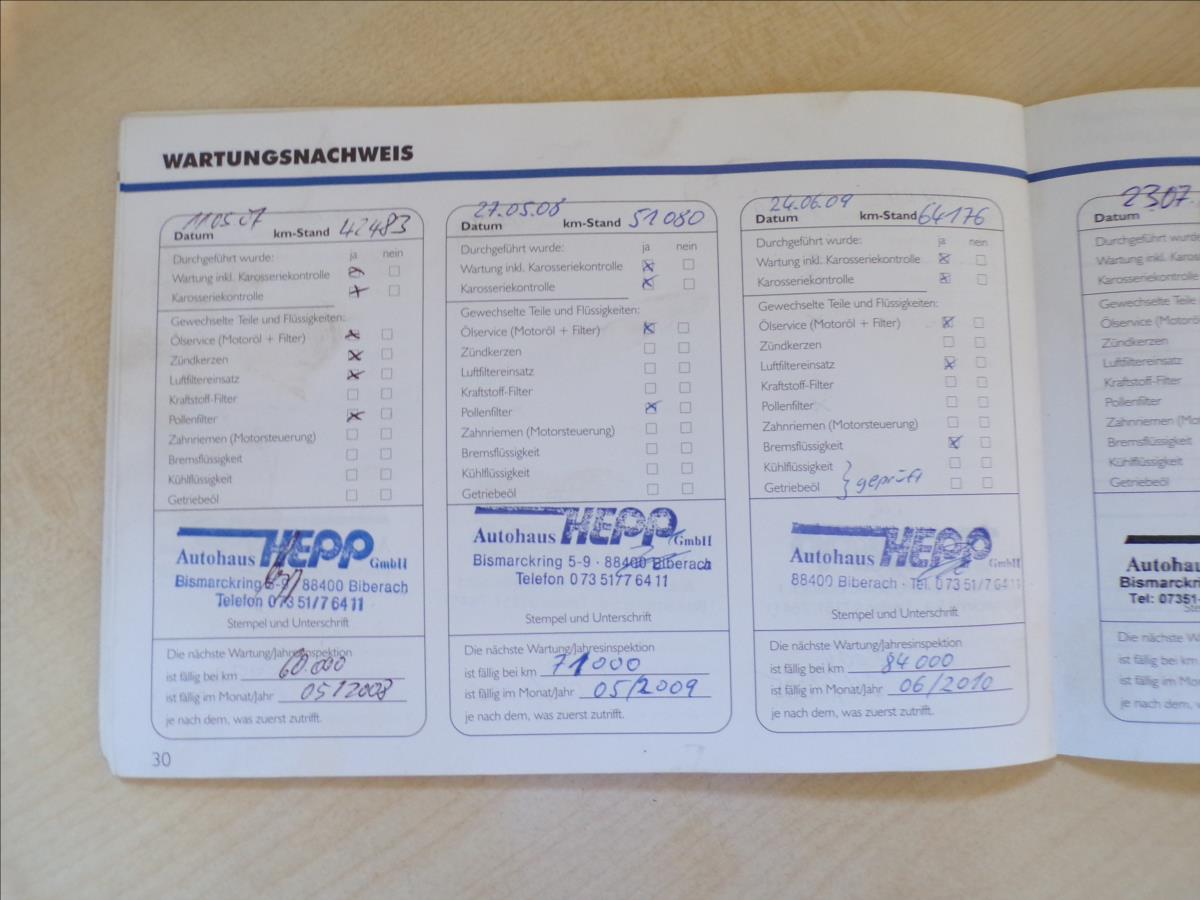 WARTUNGSNACHWEIS
11.05.07 42483
Datum km-Stand
Durchgeführt wurde: ja nein
Wartung inkl. Karosseriekontrolle
Karosseriekontrolle
Gewechselte Teile und Flüssigkeiten:
Ölservice (Motoröl + Filter)
Zündkerzen
Luftfiltereinsatz
Kraftstoff-Filter
Pollenfilter
Zahnriemen (Motorsteuerung)
Bremsflüssigkeit
Kühlflüssigkeit
Getriebeöl
Autohaus HEPP GmbH
Bismarckring 5-9 88400 Biberach
Telefon 0 73 51/7 64 11
Stempel und Unterschrift
Die nächste Wartung/Jahresinspektion
ist fällig bei km 60.000
ist fällig im Monat/Jahr 05/2008
je nach dem, was zuerst zutrifft.
30
27.05.08
Datum km-Stand 51080
Durchgeführt wurde: ja nein
Wartung inkl. Karosseriekontrolle
Karosseriekontrolle
Gewechselte Teile und Flüssigkeiten:
Ölservice (Motoröl + Filter)
Zündkerzen
Luftfiltereinsatz
Kraftstoff-Filter
Pollenfilter
Zahnriemen (Motorsteuerung)
Bremsflüssigkeit
Kühlflüssigkeit
Getriebeöl
Autohaus HEPP GmbH
Bismarckring 5-9 · 88400 Biberach
Telefon 0 73 51/7 64 11
Stempel und Unterschrift
Die nächste Wartung/Jahresinspektion
ist fällig bei km 71000
ist fällig im Monat/Jahr 05/2009
je nach dem, was zuerst zutrifft.
24.06.09
Datum km-Stand 64176
Durchgeführt wurde: ja nein
Wartung inkl. Karosseriekontrolle
Karosseriekontrolle
Gewechselte Teile und Flüssigkeiten:
Ölservice (Motoröl + Filter)
Zündkerzen
Luftfiltereinsatz
Kraftstoff-Filter
Pollenfilter
Zahnriemen (Motorsteuerung)
Bremsflüssigkeit
Kühlflüssigkeit
Getriebeöl } geprüft
Autohaus HEPP GmbH
88400 Biberach · Tel. 0 73 51/7 64 11
Stempel und Unterschrift
Die nächste Wartung/Jahresinspektion
ist fällig bei km 84000
ist fällig im Monat/Jahr 06/2010
je nach dem, was zuerst zutrifft.
23.07.
Datum
Durchgeführt wurde
Wartung inkl. Karos
Karosseriekontrolle
Gewechselte Teile
Ölservice (Motoröl
Zündkerzen
Luftfiltereinsatz
Kraftstoff-Filter
Pollenfilter
Zahnriemen (Mo
Bremsflüssigkeit
Kühlflüssigkeit
Getriebeöl
Autohau
Bismarckri
Tel: 07351-
Die nächste War
ist fällig bei km
ist fällig im Mona
je nach dem, w